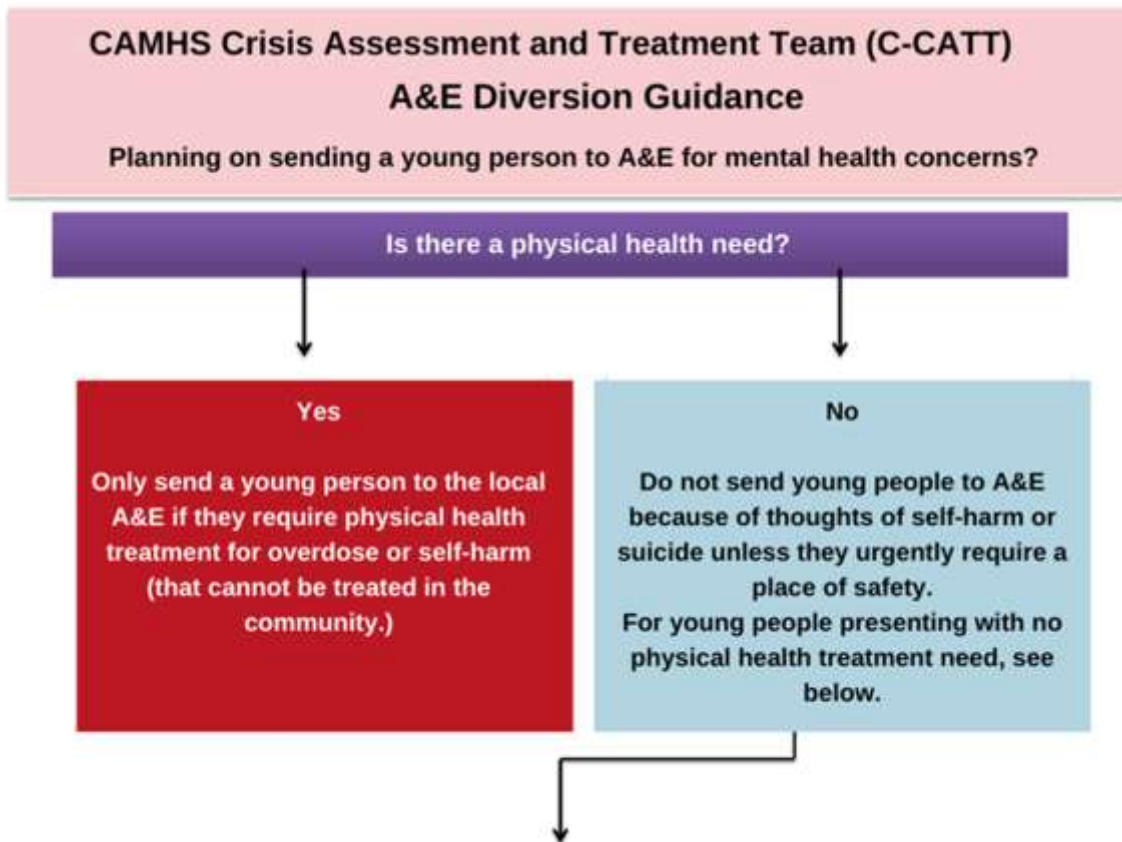 CAMHS Crisis Assessment and Treatment Team (C-CATT)
A&E Diversion Guidance
Planning on sending a young person to A&E for mental health concerns?
Is there a physical health need?
Yes
Only send a young person to the local
A&E if they require physical health
treatment for overdose or self-harm
(that cannot be treated in the
community.)
No
Do not send young people to A&E
because of thoughts of self-harm or
suicide unless they urgently require a
place of safety.
For young people presenting with no
physical health treatment need, see
below.